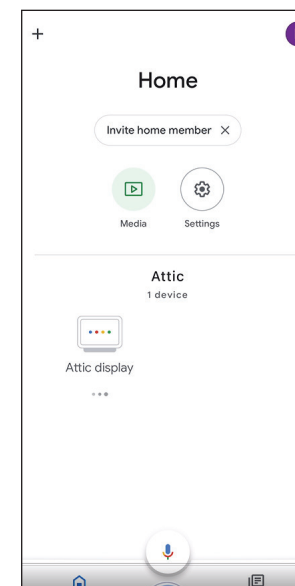 Home
Invite home member
Media Settings
Attic
1 device
Attic display